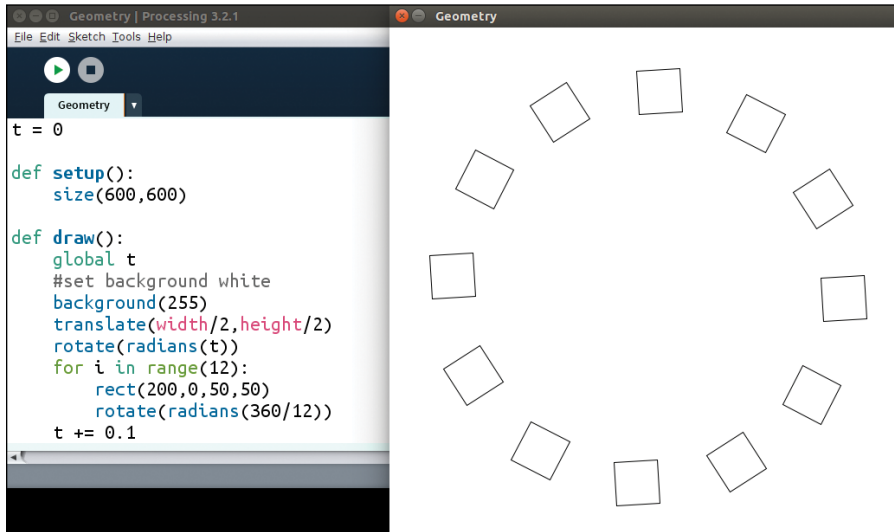 Geometry | Processing 3.2.1
File Edit Sketch Tools Help
Geometry
t = 0
def setup():
    size(600,600)
def draw():
    global t
    #set background white
    background(255)
    translate(width/2,height/2)
    rotate(radians(t))
    for i in range(12):
        rect(200,0,50,50)
        rotate(radians(360/12))
    t += 0.1
Geometry